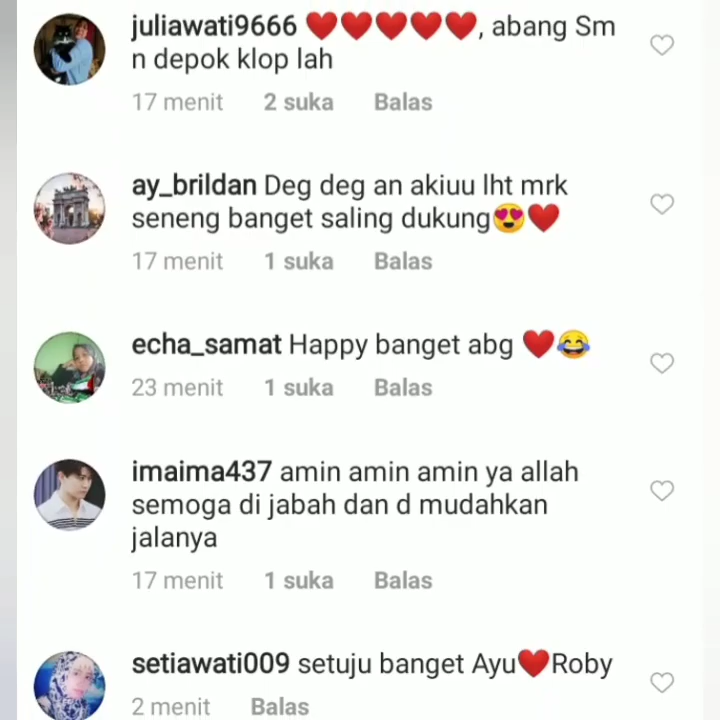 juliawati9666 ❤️❤️❤️❤️❤️, abang Sm
n depok klop lah
17 menit 2 suka Balas
ay_brildan Deg deg an akiuu lht mrk
seneng banget saling dukung😍❤️
17 menit 1 suka Balas
echa_samat Happy banget abg ❤️😂
23 menit 1 suka Balas
imaima437 amin amin amin ya allah
semoga di jabah dan d mudahkan
jalanya
17 menit 1 suka Balas
setiawati009 setuju banget Ayu❤️Roby
2 menit Balas